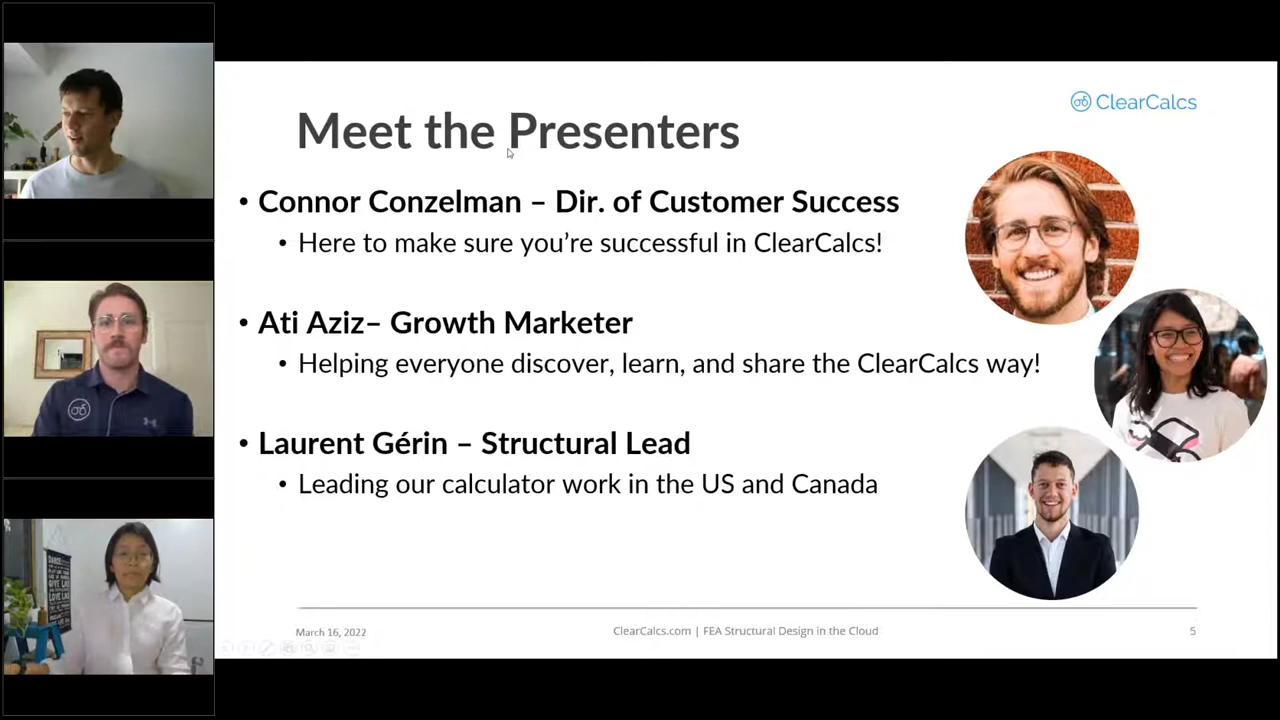 ClearCalcs
Meet the Presenters
• Connor Conzelman – Dir. of Customer Success
• Here to make sure you're successful in ClearCalcs!
• Ati Aziz– Growth Marketer
• Helping everyone discover, learn, and share the ClearCalcs way!
• Laurent Gérin – Structural Lead
• Leading our calculator work in the US and Canada
March 16, 2022
ClearCalcs.com | FEA Structural Design in the Cloud
5